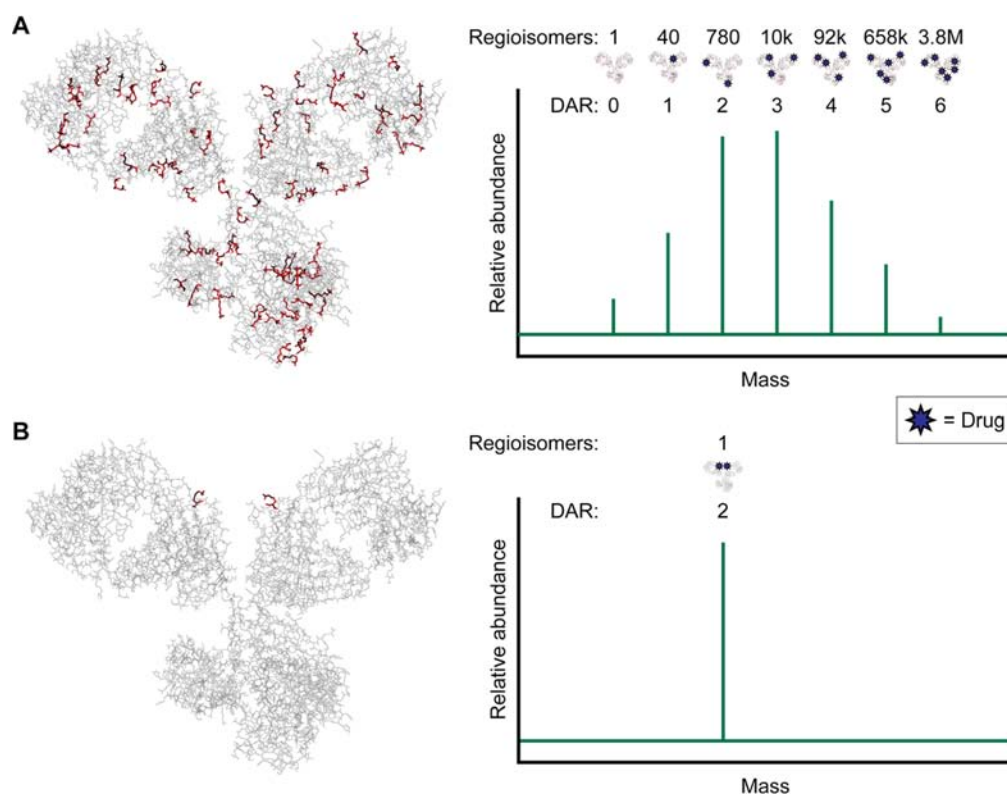 A
Regioisomers: 1 40 780 10k 92k 658k 3.8M
DAR: 0 1 2 3 4 5 6
Relative abundance
Mass
= Drug
B
Regioisomers: 1
DAR: 2
Relative abundance
Mass